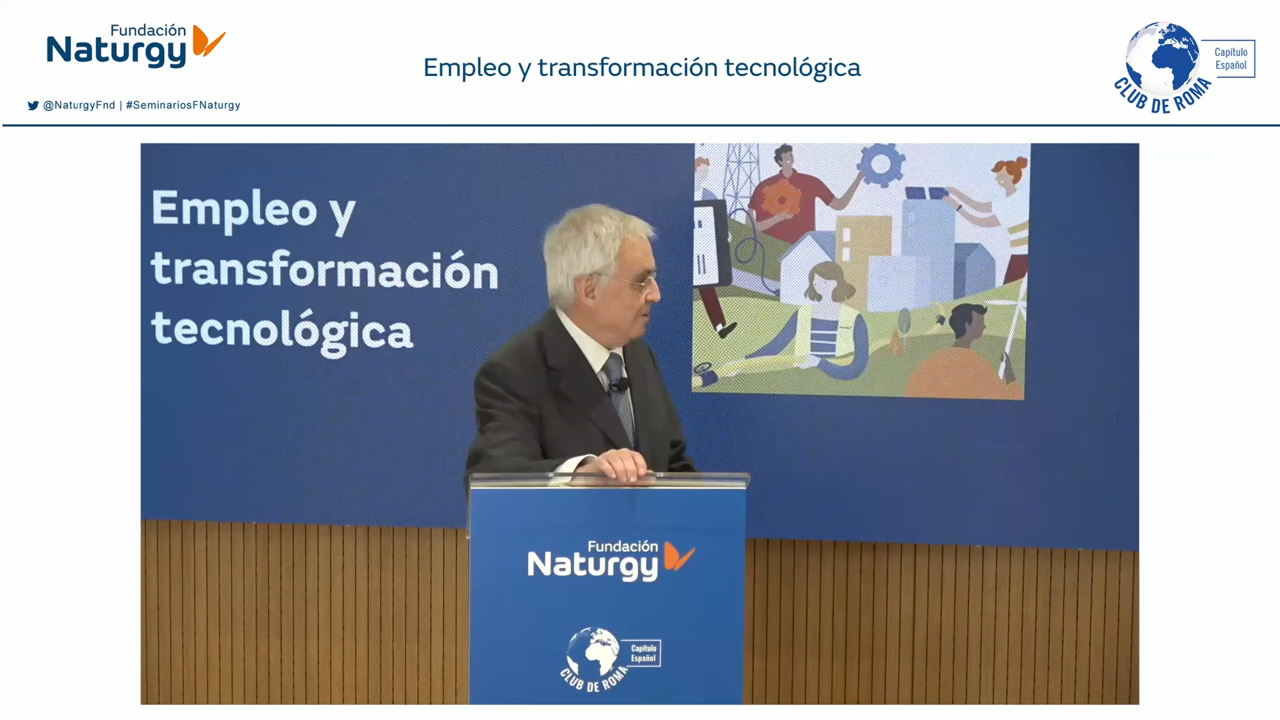 Fundación
Naturgy
@NaturgyFnd | #SeminariosFNaturgy
Empleo y transformación tecnológica
Capítulo
Español
CLUB DE ROMA
Empleo y
transformación
tecnológica
Fundación
Naturgy
Capítulo
Español
CLUB DE ROMA